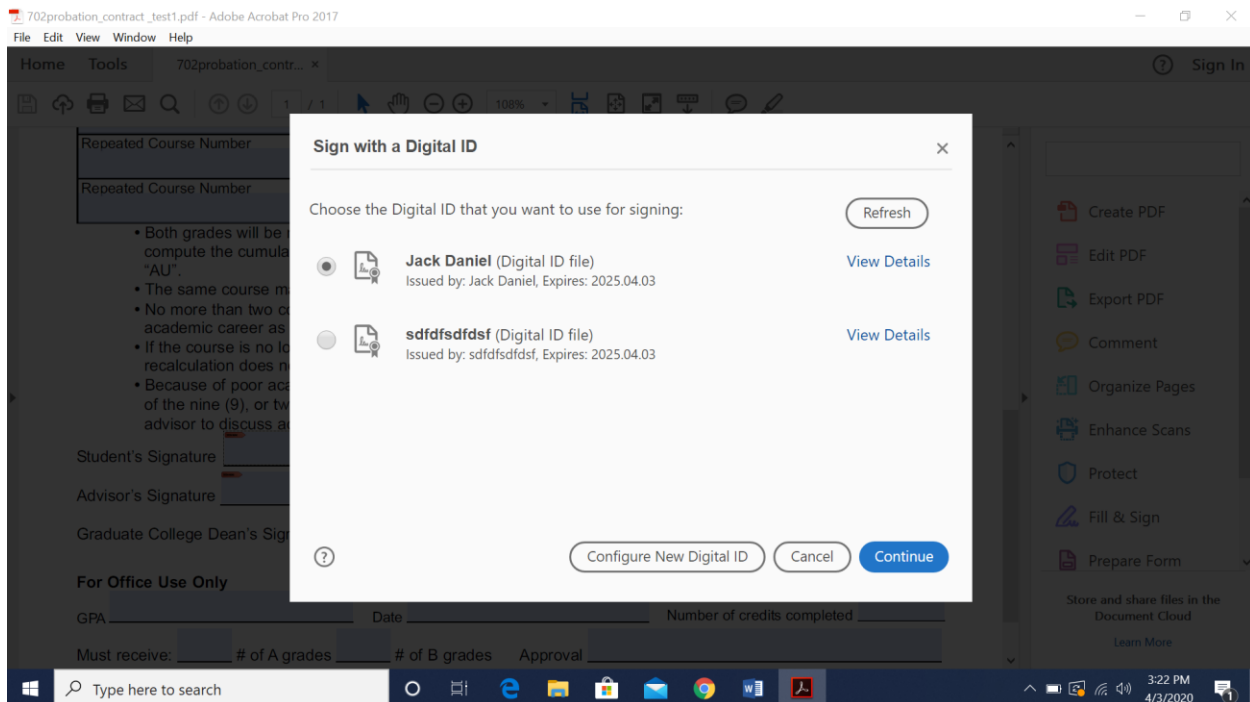 702probation_contract _test1.pdf - Adobe Acrobat Pro 2017
File Edit View Window Help
Home Tools 702probation_contr... × ? Sign In
1 / 1 108%
Repeated Course Number
Repeated Course Number
• Both grades will be
compute the cumula
"AU".
• The same course m
• No more than two co
academic career as
• If the course is no lo
recalculation does n
• Because of poor aca
of the nine (9), or tw
advisor to discuss a
Student's Signature
Advisor's Signature
Graduate College Dean's Sign
For Office Use Only
GPA Date Number of credits completed
Must receive: # of A grades # of B grades Approval
Sign with a Digital ID ×
Choose the Digital ID that you want to use for signing: Refresh
Jack Daniel (Digital ID file) View Details
Issued by: Jack Daniel, Expires: 2025.04.03
sdfdfsdfdsf (Digital ID file) View Details
Issued by: sdfdfsdfdsf, Expires: 2025.04.03
? Configure New Digital ID Cancel Continue
Create PDF
Edit PDF
Export PDF
Comment
Organize Pages
Enhance Scans
Protect
Fill & Sign
Prepare Form
Store and share files in the
Document Cloud
Learn More
Type here to search
3:22 PM
4/3/2020
1